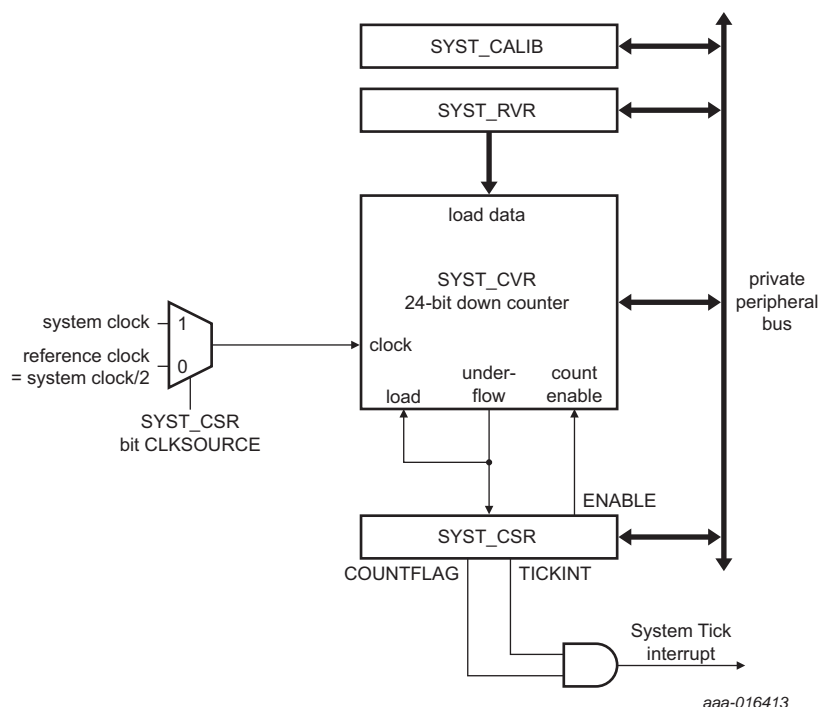 SYST_CALIB
SYST_RVR
load data
SYST_CVR
24-bit down counter
private
peripheral
bus
system clock
1
reference clock
= system clock/2
0
clock
SYST_CSR
bit CLKSOURCE
load
under-
flow
count
enable
ENABLE
SYST_CSR
COUNTFLAG
TICKINT
System Tick
interrupt
aaa-016413